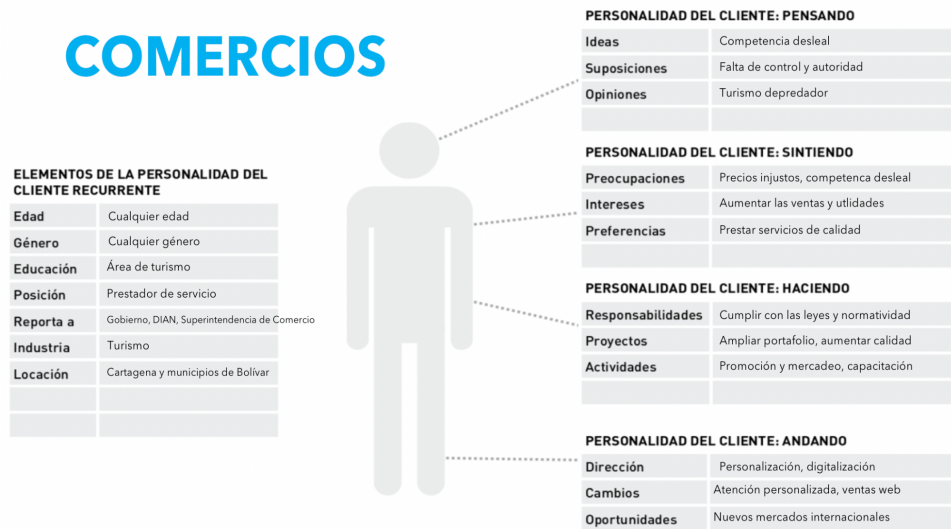 COMERCIOS
ELEMENTOS DE LA PERSONALIDAD DEL
CLIENTE RECURRENTE
Edad Cualquier edad
Género Cualquier género
Educación Área de turismo
Posición Prestador de servicio
Reporta a Gobierno, DIAN, Superintendencia de Comercio
Industria Turismo
Locación Cartagena y municipios de Bolívar
PERSONALIDAD DEL CLIENTE: PENSANDO
Ideas Competencia desleal
Suposiciones Falta de control y autoridad
Opiniones Turismo depredador
PERSONALIDAD DEL CLIENTE: SINTIENDO
Preocupaciones Precios injustos, competenca desleal
Intereses Aumentar las ventas y utlidades
Preferencias Prestar servicios de calidad
PERSONALIDAD DEL CLIENTE: HACIENDO
Responsabilidades Cumplir con las leyes y normatividad
Proyectos Ampliar portafolio, aumentar calidad
Actividades Promoción y mercadeo, capacitación
PERSONALIDAD DEL CLIENTE: ANDANDO
Dirección Personalización, digitalización
Cambios Atención personalizada, ventas web
Oportunidades Nuevos mercados internacionales